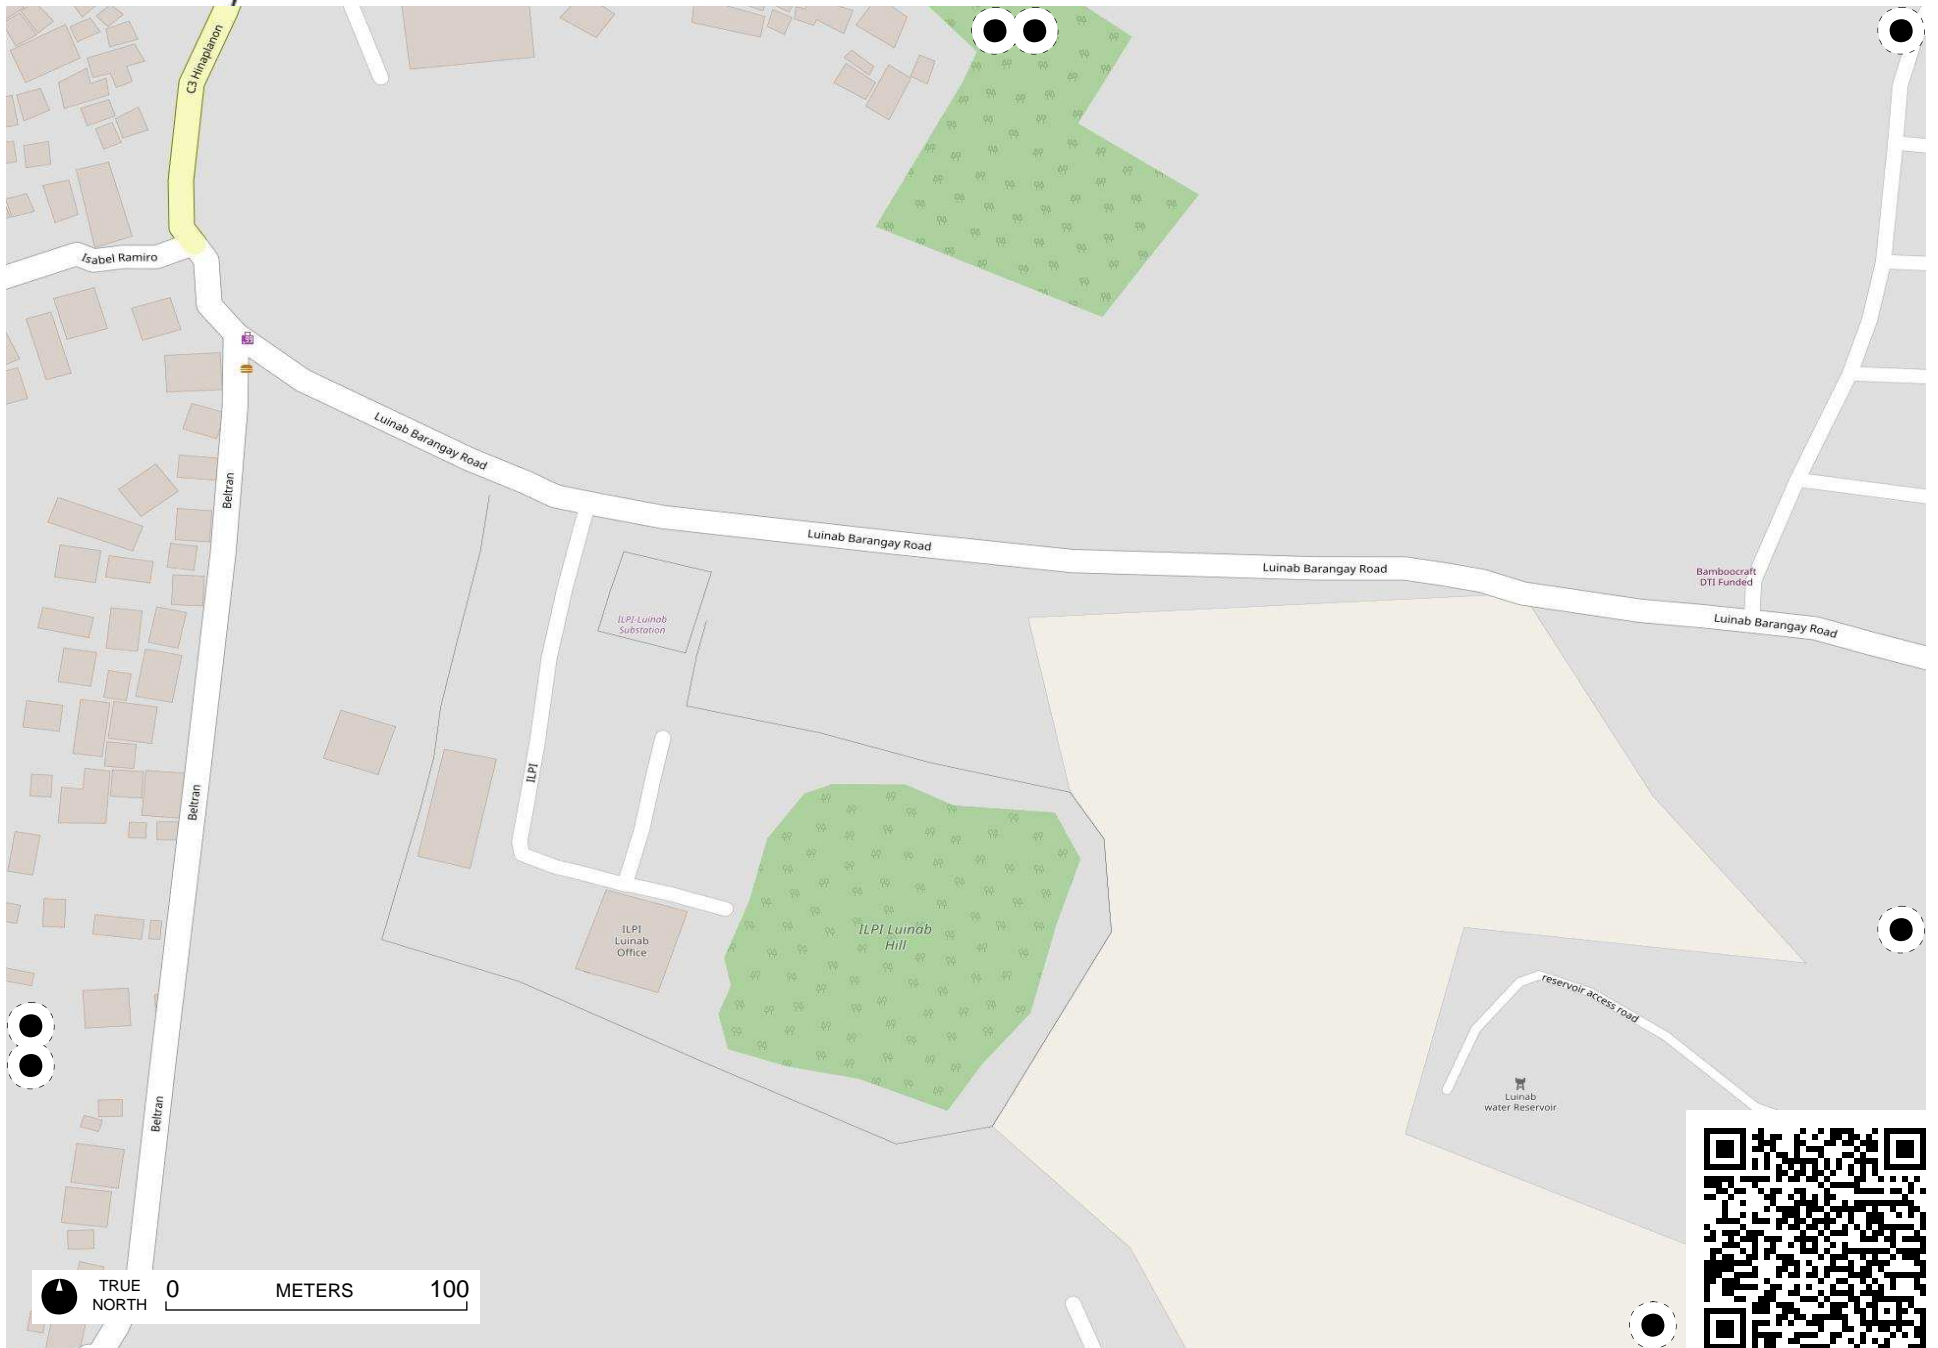 C3 Hinaplanon
Isabel Ramiro
Luinab Barangay Road
Beltran
Luinab Barangay Road
Luinab Barangay Road
Bamboocraft
DTI Funded
Luinab Barangay Road
ILPI-Luinab
Substation
ILPI
Beltran
ILPI
Luinab
Office
ILPI Luinab
Hill
reservoir access road
Luinab
water Reservoir
Beltran
TRUE
NORTH
0 METERS 100